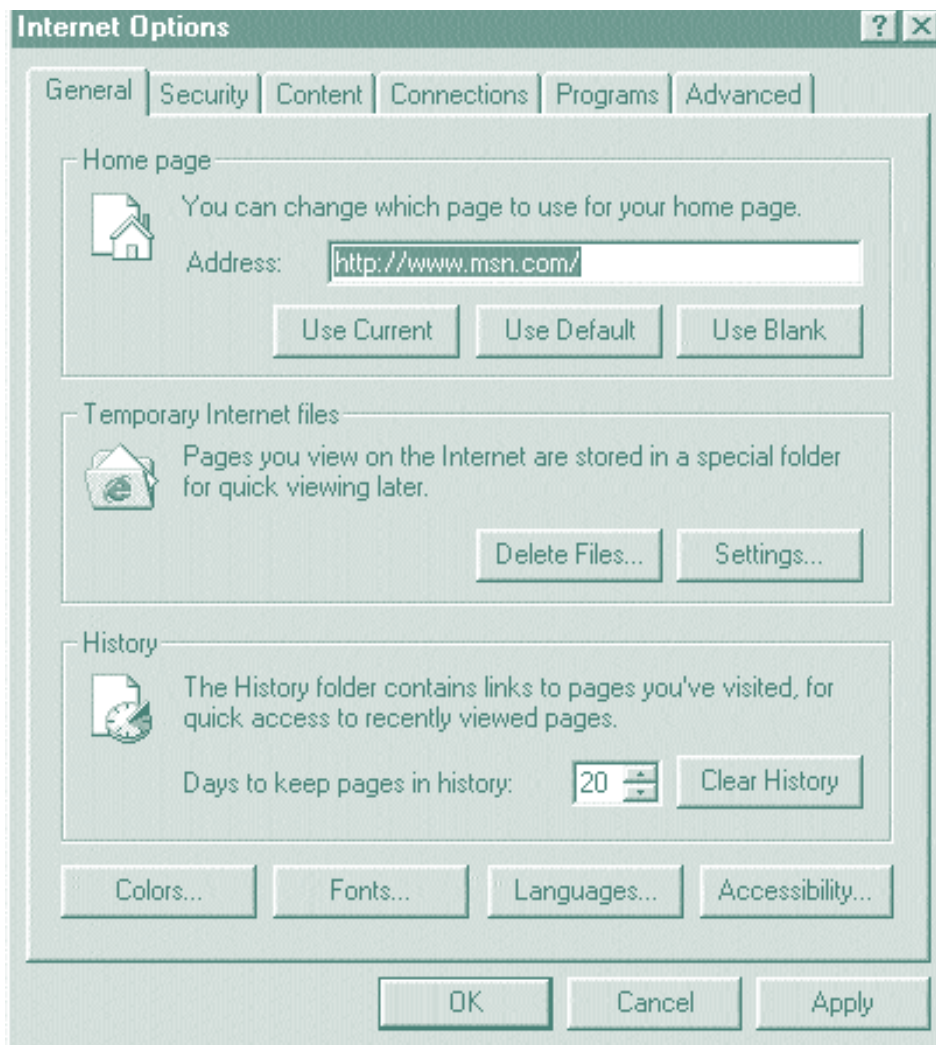 Internet Options ? X
General Security Content Connections Programs Advanced
Home page
You can change which page to use for your home page.
Address: http://www.msn.com/
Use Current Use Default Use Blank
Temporary Internet files
Pages you view on the Internet are stored in a special folder
for quick viewing later.
Delete Files... Settings...
History
The History folder contains links to pages you've visited, for
quick access to recently viewed pages.
Days to keep pages in history: 20 Clear History
Colors... Fonts... Languages... Accessibility...
OK Cancel Apply